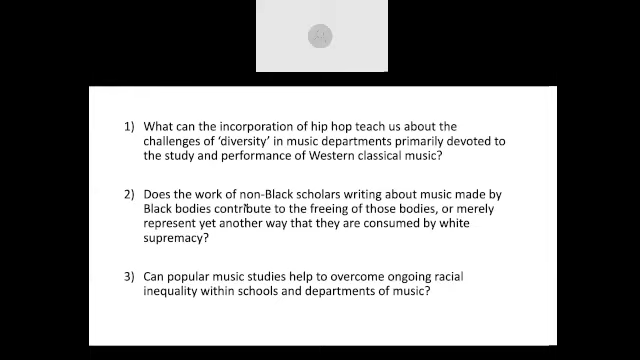 1) What can the incorporation of hip hop teach us about the
challenges of ‘diversity’ in music departments primarily devoted to
the study and performance of Western classical music?
2) Does the work of non-Black scholars writing about music made by
Black bodies contribute to the freeing of those bodies, or merely
represent yet another way that they are consumed by white
supremacy?
3) Can popular music studies help to overcome ongoing racial
inequality within schools and departments of music?